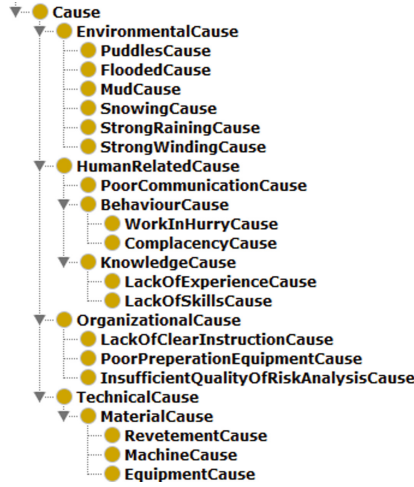 Cause
EnvironmentalCause
PuddlesCause
FloodedCause
MudCause
SnowingCause
StrongRainingCause
StrongWindingCause
HumanRelatedCause
PoorCommunicationCause
BehaviourCause
WorkInHurryCause
ComplacencyCause
KnowledgeCause
LackOfExperienceCause
LackOfSkillsCause
OrganizationalCause
LackOfClearInstructionCause
PoorPreperationEquipmentCause
InsufficientQualityOfRiskAnalysisCause
TechnicalCause
MaterialCause
RevetementCause
MachineCause
EquipmentCause